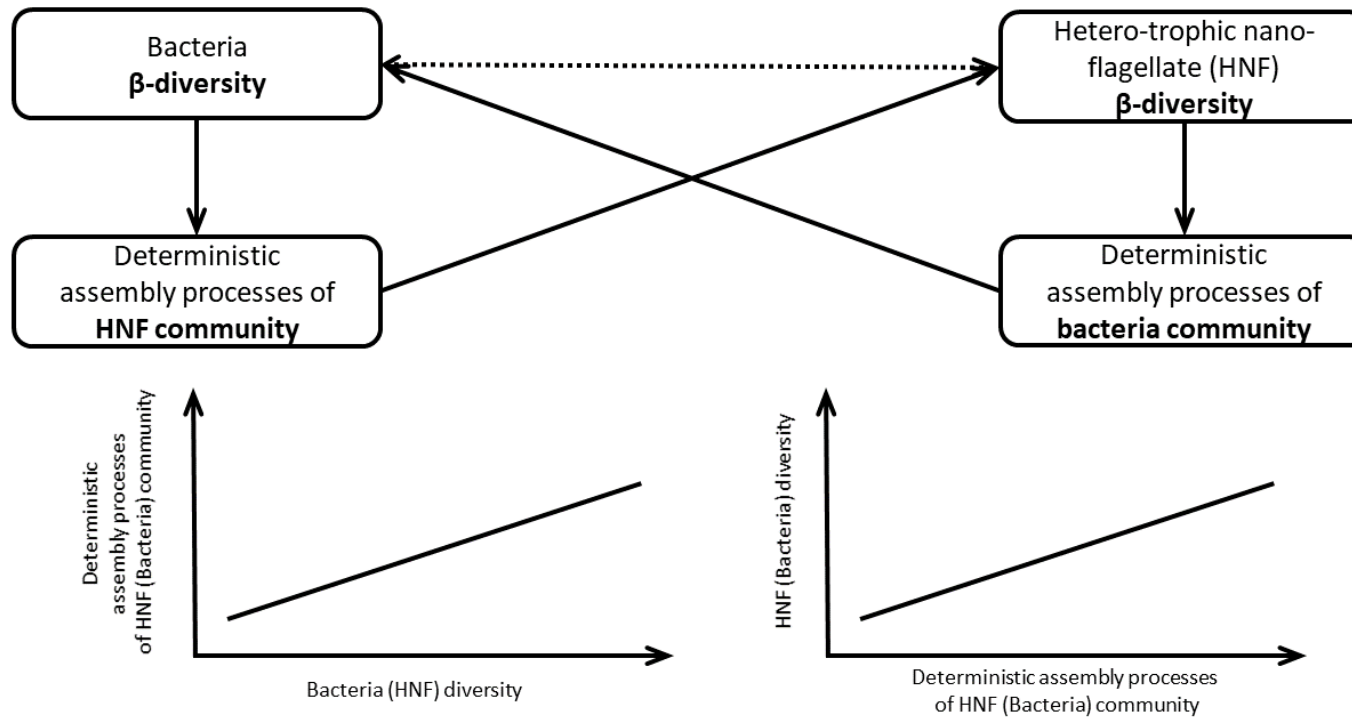 Bacteria
β-diversity
Hetero-trophic nano-
flagellate (HNF)
β-diversity
Deterministic
assembly processes of
HNF community
Deterministic
assembly processes of
bacteria community
Deterministic
assembly processes
of HNF (Bacteria) community
Bacteria (HNF) diversity
HNF (Bacteria) diversity
Deterministic assembly processes
of HNF (Bacteria) community